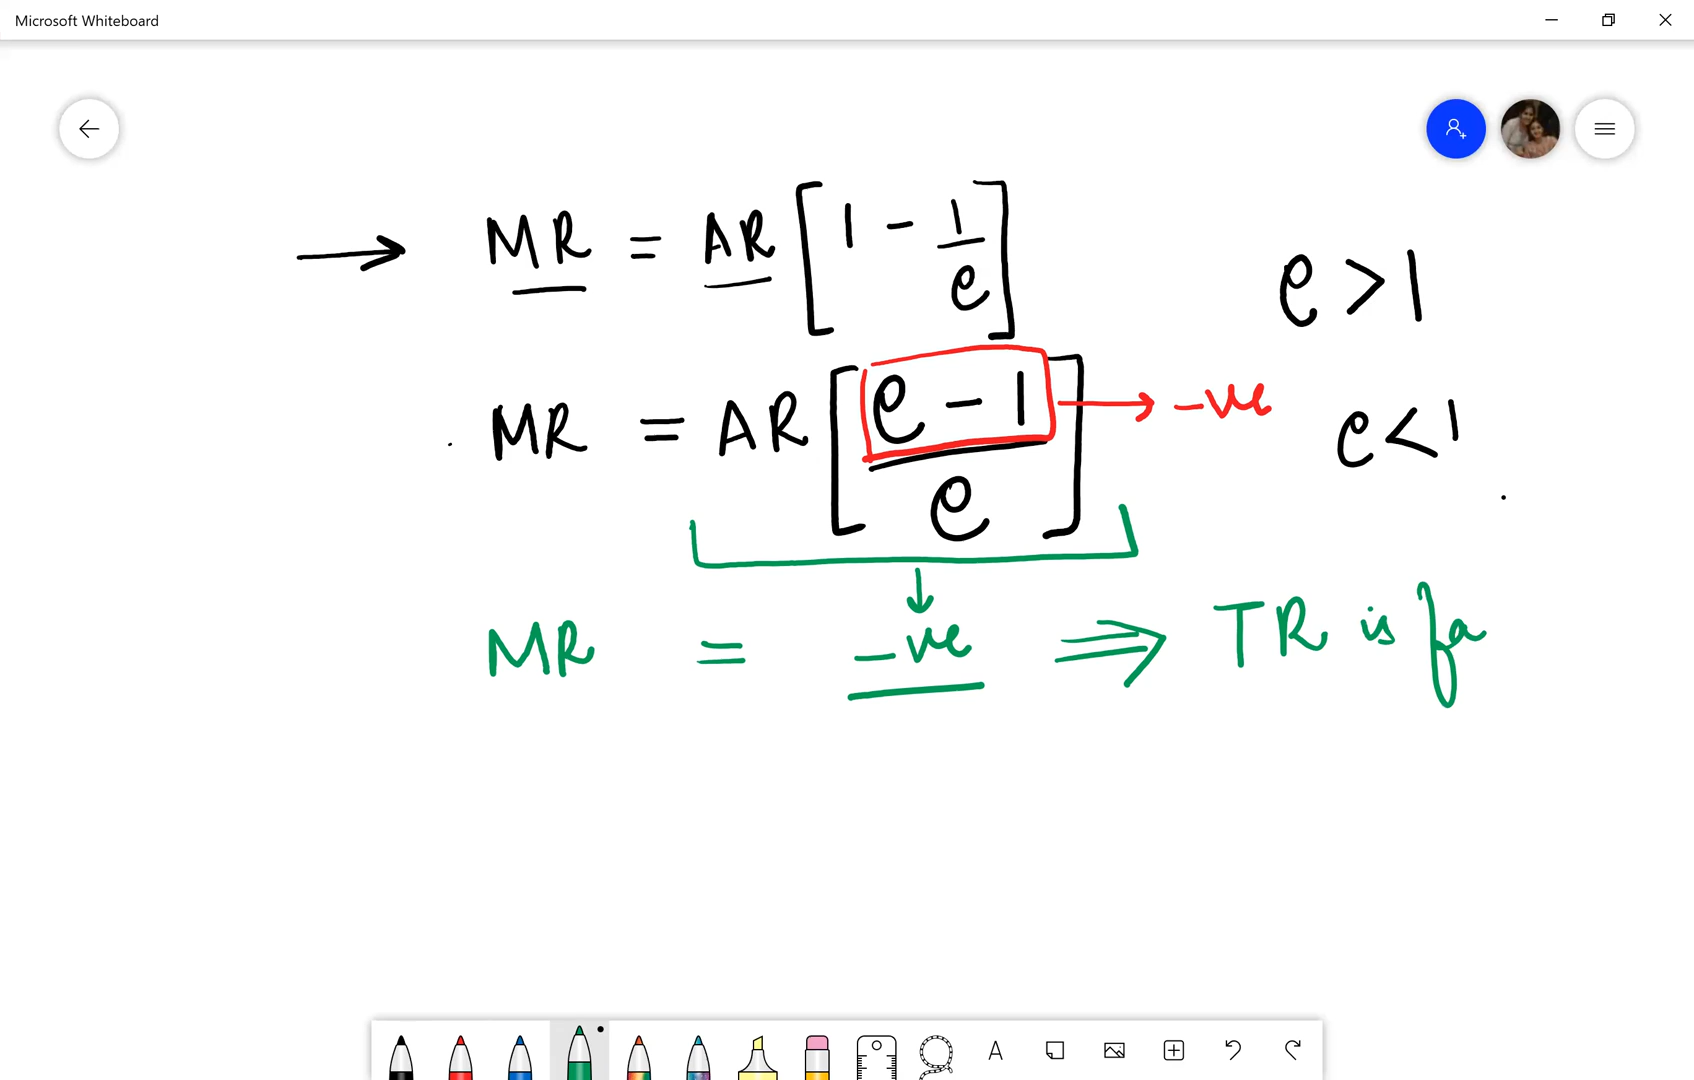 Microsoft Whiteboard
→ MR = AR [1 - 1/e]
e > 1
MR = AR [e - 1/e] → -ve
e < 1
MR = -ve ⇒ TR is fa
A